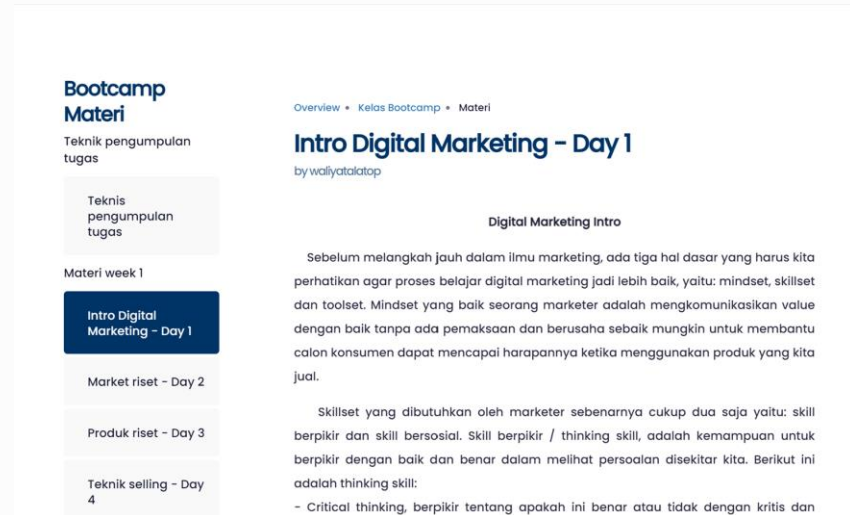 Bootcamp
Materi
Teknik pengumpulan
tugas
Teknis
pengumpulan
tugas
Materi week 1
Intro Digital
Marketing - Day 1
Market riset - Day 2
Produk riset - Day 3
Teknik selling - Day
4
Overview • Kelas Bootcamp • Materi
Intro Digital Marketing - Day 1
by waliyatalatop
Digital Marketing Intro
Sebelum melangkah jauh dalam ilmu marketing, ada tiga hal dasar yang harus kita
perhatikan agar proses belajar digital marketing jadi lebih baik, yaitu: mindset, skillset
dan toolset. Mindset yang baik seorang marketer adalah mengkomunikasikan value
dengan baik tanpa ada pemaksaan dan berusaha sebaik mungkin untuk membantu
calon konsumen dapat mencapai harapannya ketika menggunakan produk yang kita
jual.
Skillset yang dibutuhkan oleh marketer sebenarnya cukup dua saja yaitu: skill
berpikir dan skill bersosial. Skill berpikir / thinking skill, adalah kemampuan untuk
berpikir dengan baik dan benar dalam melihat persoalan disekitar kita. Berikut ini
adalah thinking skill:
- Critical thinking, berpikir tentang apakah ini benar atau tidak dengan kritis dan